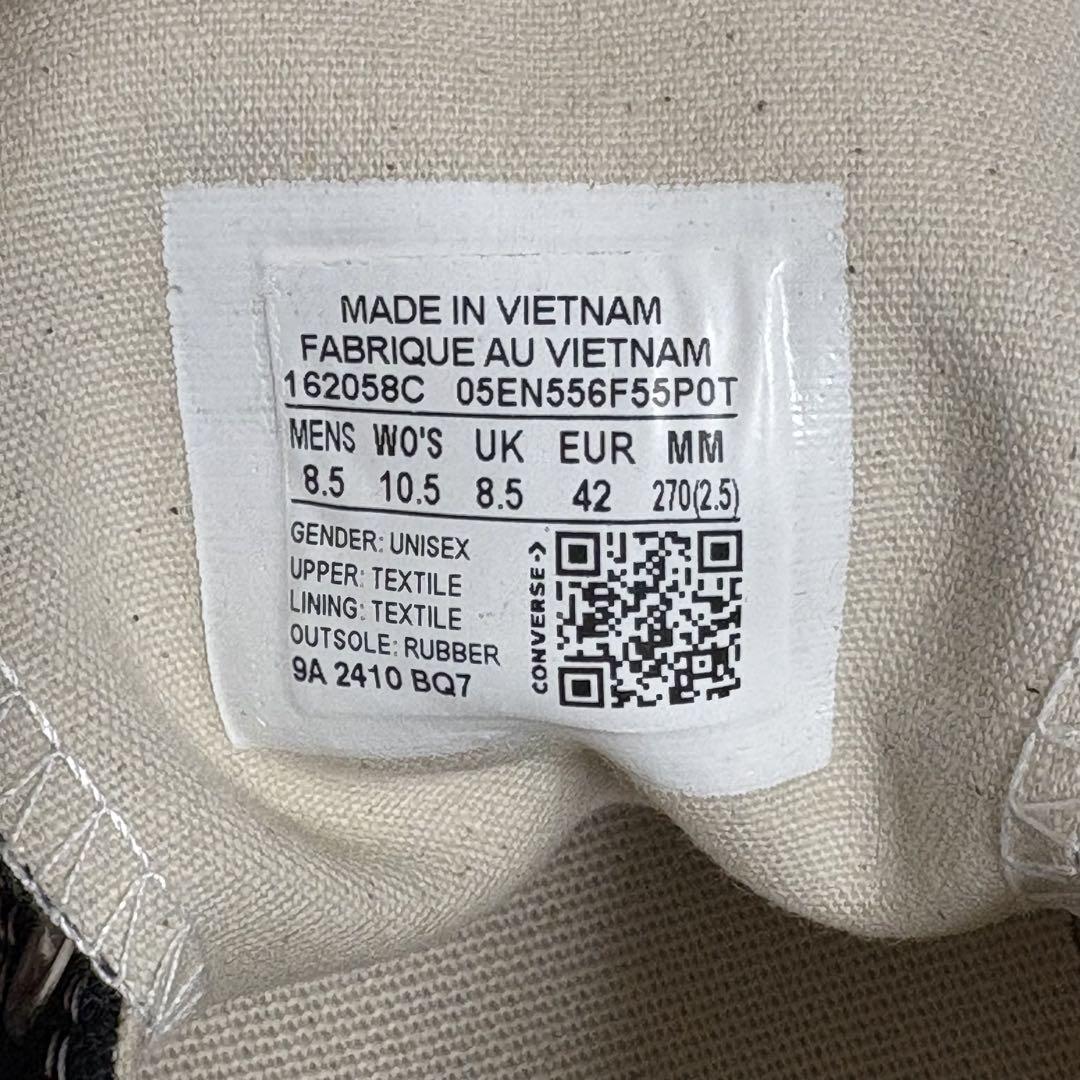 MADE IN VIETNAM
FABRIQUE AU VIETNAM
162058C 05EN556F55P0T
MENS WO'S UK EUR MM
8.5 10.5 8.5 42 270(2.5)
GENDER: UNISEX
UPPER: TEXTILE
LINING: TEXTILE
OUTSOLE: RUBBER
9A 2410 BQ7
CONVERSE